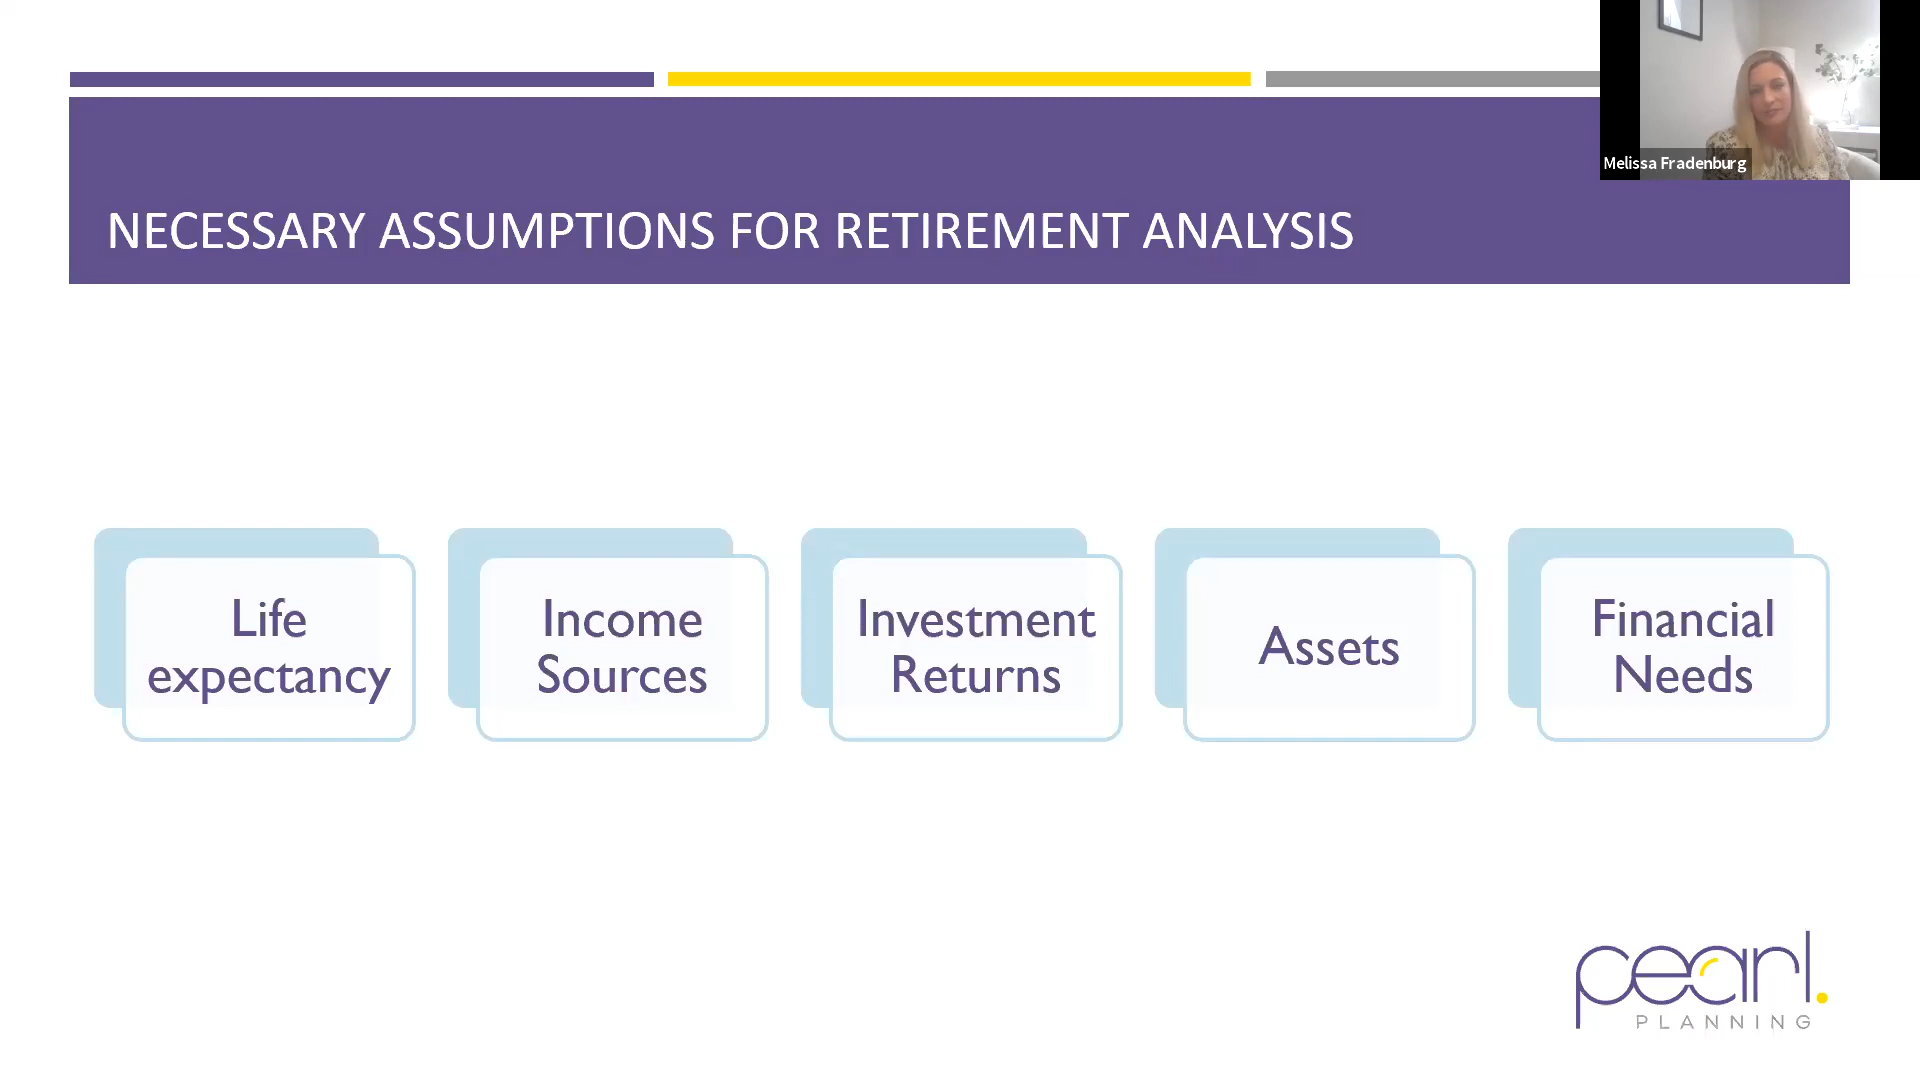 Melissa Fradenburg
NECESSARY ASSUMPTIONS FOR RETIREMENT ANALYSIS
Life
expectancy
Income
Sources
Investment
Returns
Assets
Financial
Needs
pearl.
PLANNING